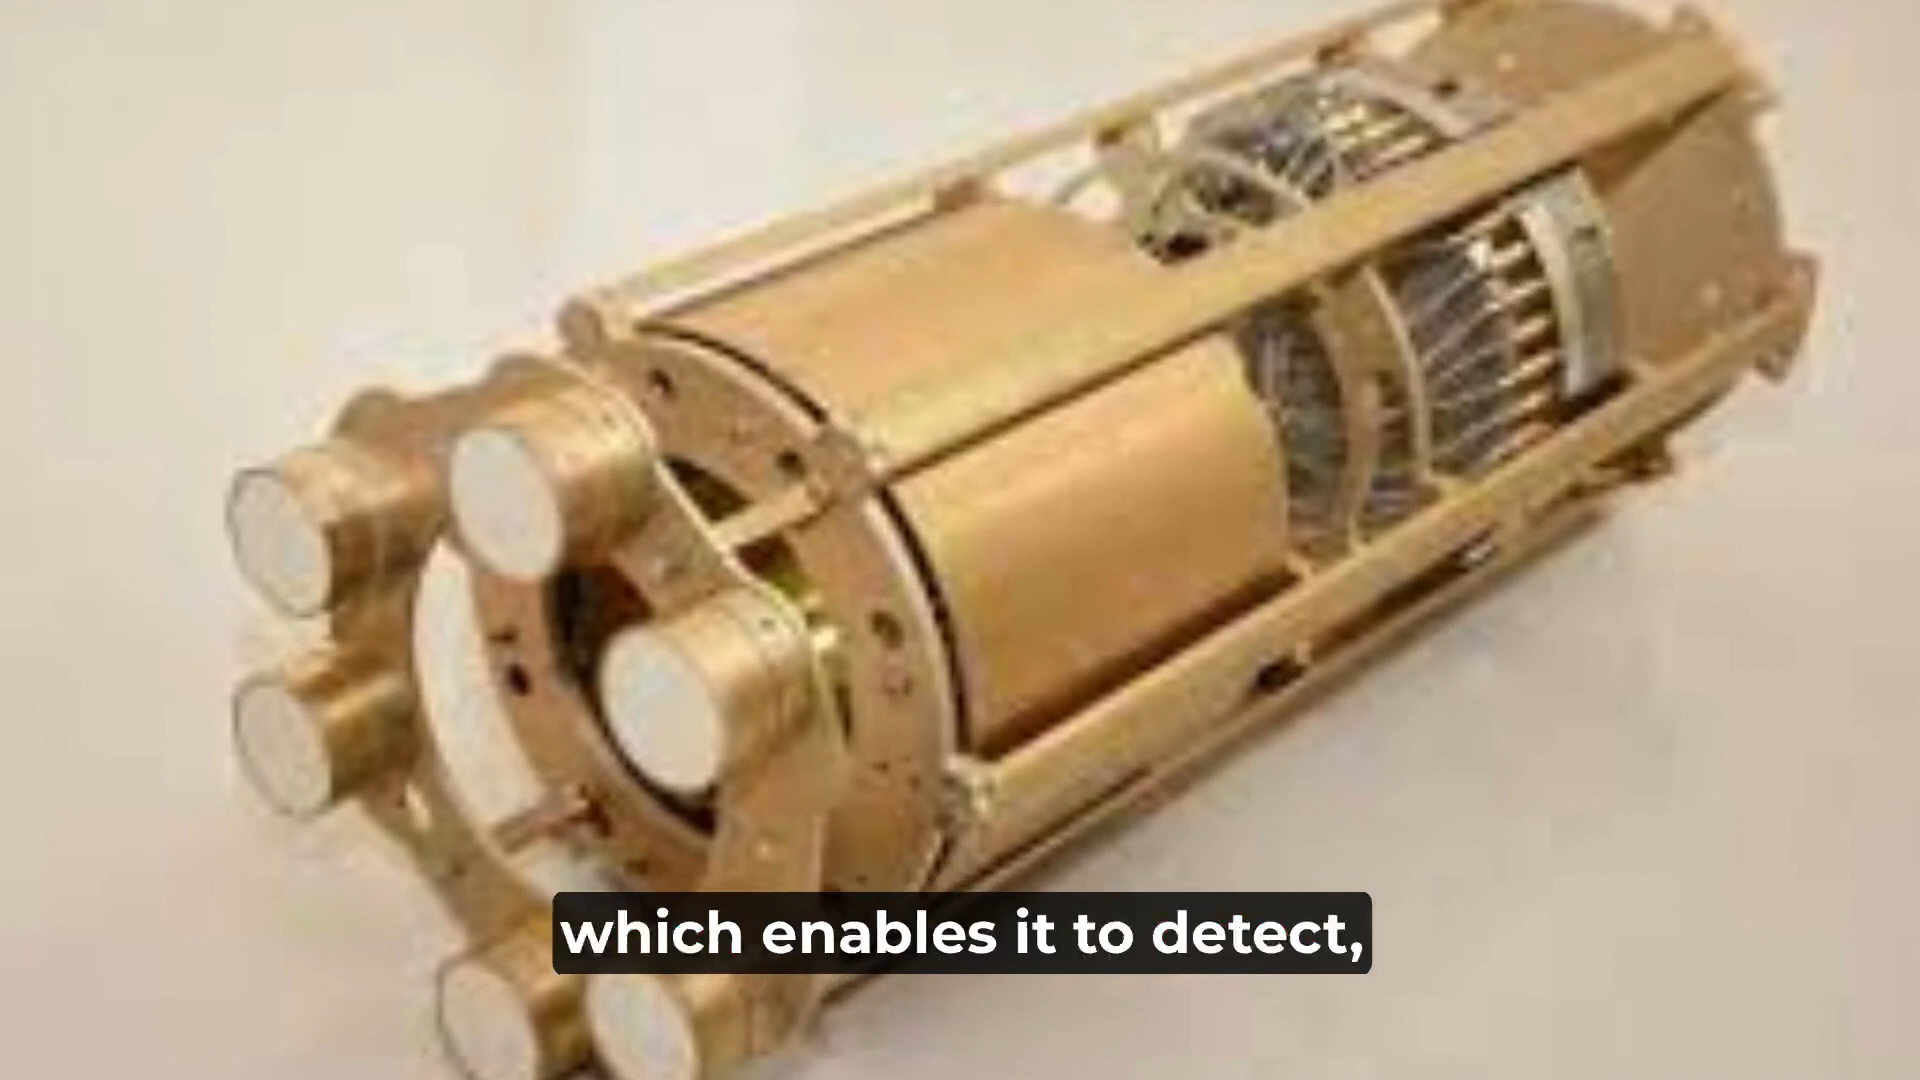 which enables it to detect,